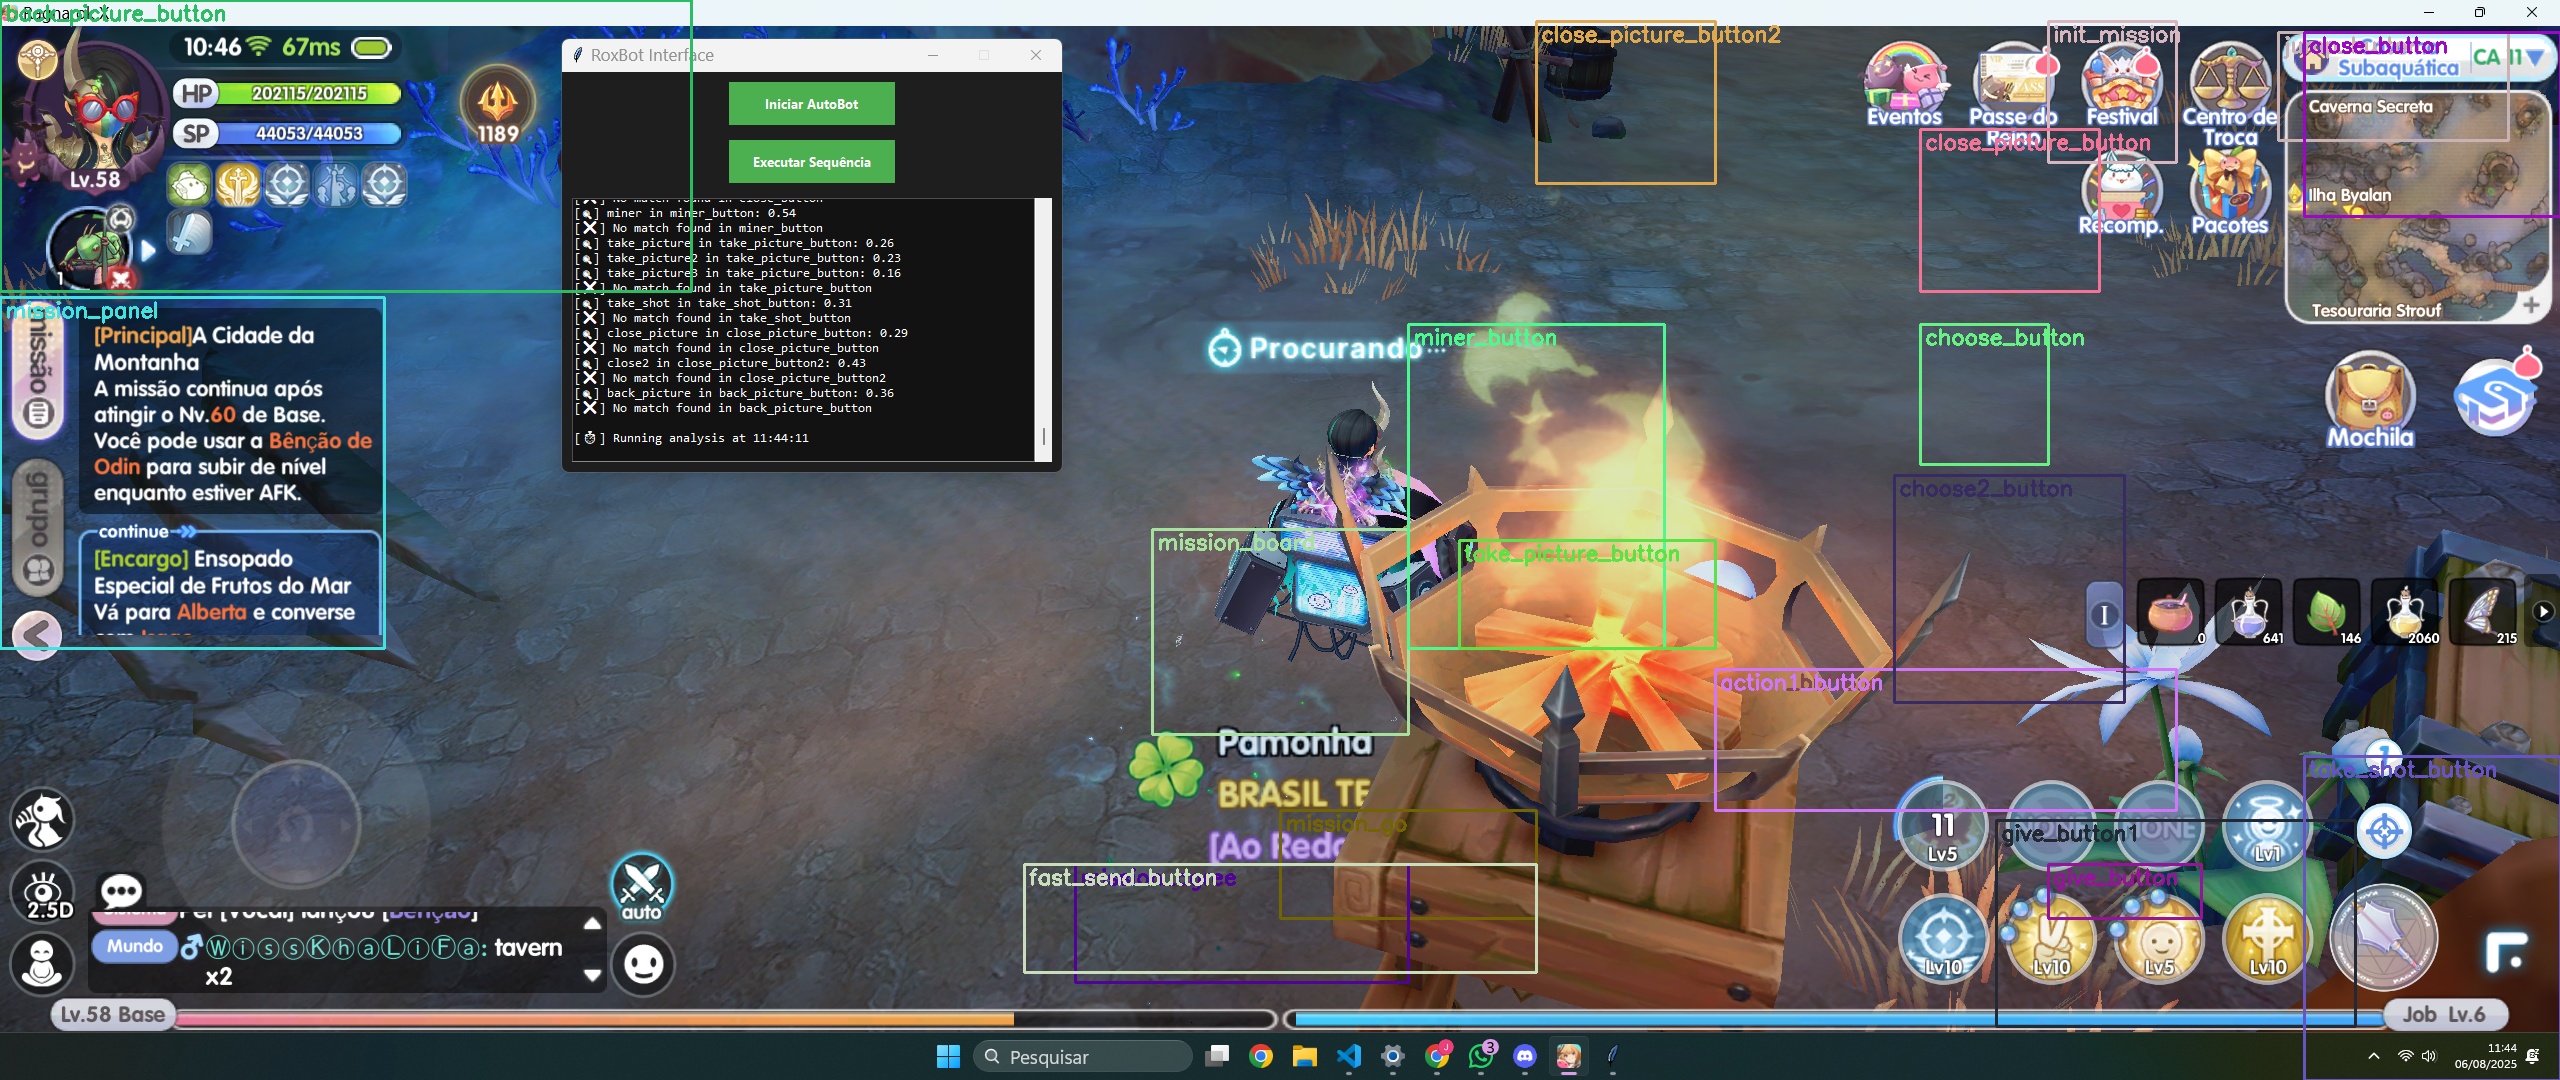 back_picture_button
Ragnarok X
10:46 67ms
HP 202115/202115
SP 44053/44053
1189
Lv.58
1
mission_panel
missão
grupo
[Principal]A Cidade da
Montanha
A missão continua após
atingir o Nv.60 de Base.
Você pode usar a Bênção de
Odin para subir de nível
enquanto estiver AFK.
continue
[Encargo] Ensopado
Especial de Frutos do Mar
Vá para Alberta e converse
RoxBot Interface
Iniciar AutoBot
Executar Sequência
[🔍] miner in miner_button: 0.54
[❌] No match found in miner_button
[🔍] take_picture in take_picture_button: 0.26
[🔍] take_picture2 in take_picture_button: 0.23
[🔍] take_picture3 in take_picture_button: 0.16
[❌] No match found in take_picture_button
[🔍] take_shot in take_shot_button: 0.31
[❌] No match found in take_shot_button
[🔍] close_picture in close_picture_button: 0.29
[❌] No match found in close_picture_button
[🔍] close2 in close_picture_button2: 0.43
[❌] No match found in close_picture_button2
[🔍] back_picture in back_picture_button: 0.36
[❌] No match found in back_picture_button
[⏱] Running analysis at 11:44:11
close_picture_button2
init_mission
close_button
Eventos
Passe do
Reino
Festival
Centro de
Troca
Subaquática
CA 11
close_picture_button
Recomp.
Pacotes
Caverna Secreta
Ilha Byalan
Tesouraria Strouf
Procurando...
miner_button
choose_button
Mochila
choose2_button
mission_board
take_picture_button
I
0
641
146
2060
215
action1_button
Pamonha
BRASIL TE
mission_go
[Ao Redo
fast_send_button
take_shot_button
give_button1
give_button
11
Lv5
Lv1
Lv10
Lv10
Lv5
Lv10
2.5D
auto
Mundo ♂ⓌⓘⓢⓢⓀⓗⓐⓁⓘⒻⓐ: tavern
x2
Lv.58 Base
Job Lv.6
Pesquisar
3
11:44
06/08/2025